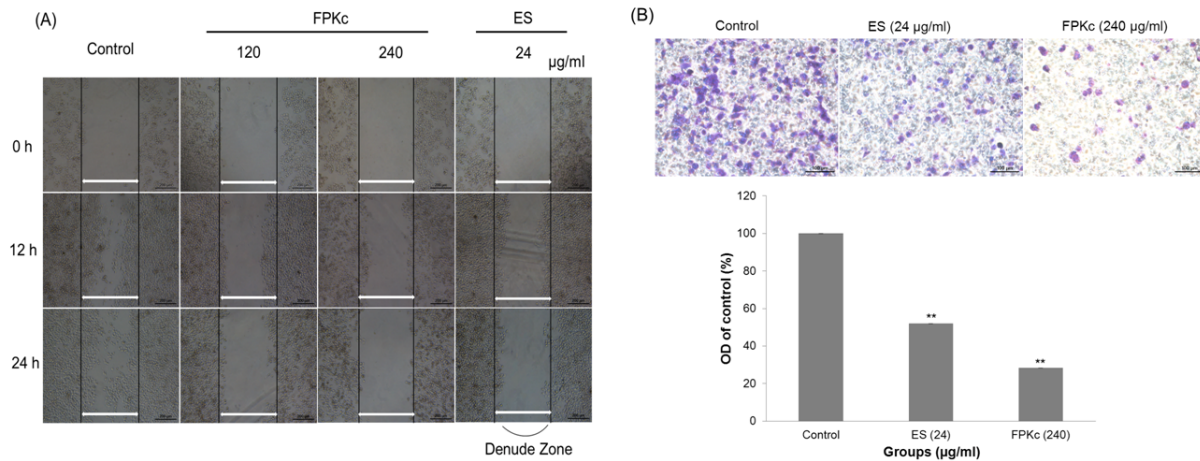 (A)
FPKc
ES
Control
120
240
24
µg/ml
0 h
12 h
24 h
Denude Zone
(B)
Control
ES (24 µg/ml)
FPKc (240 µg/ml)
120
100
80
60
40
20
0
OD of control (%)
**
**
Control
ES (24)
FPKc (240)
Groups (µg/ml)